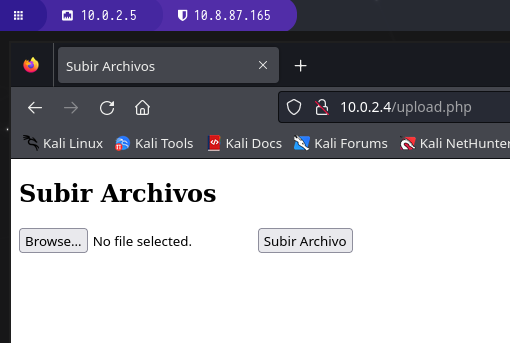 10.0.2.5 10.8.87.165
Subir Archivos
10.0.2.4/upload.php
Kali Linux Kali Tools Kali Docs Kali Forums Kali NetHunter
Subir Archivos
Browse... No file selected. Subir Archivo